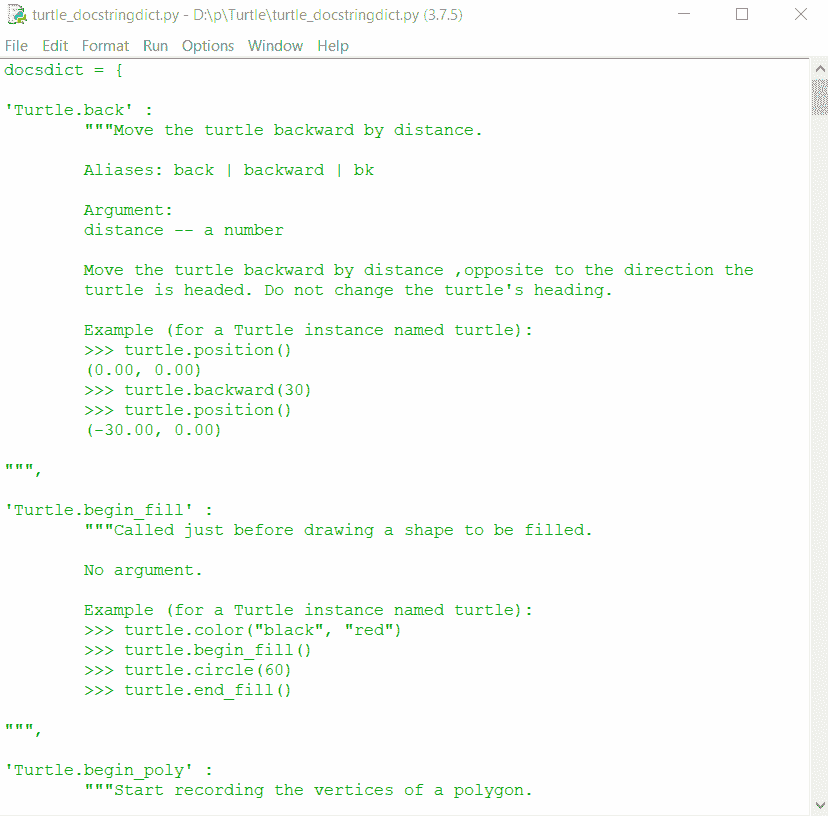 turtle_docstringdict.py - D:\p\Turtle\turtle_docstringdict.py (3.7.5)
File Edit Format Run Options Window Help
docsdict = {

'Turtle.back' :
        """Move the turtle backward by distance.

        Aliases: back | backward | bk

        Argument:
        distance -- a number

        Move the turtle backward by distance ,opposite to the direction the
        turtle is headed. Do not change the turtle's heading.

        Example (for a Turtle instance named turtle):
        >>> turtle.position()
        (0.00, 0.00)
        >>> turtle.backward(30)
        >>> turtle.position()
        (-30.00, 0.00)

""",

'Turtle.begin_fill' :
        """Called just before drawing a shape to be filled.

        No argument.

        Example (for a Turtle instance named turtle):
        >>> turtle.color("black", "red")
        >>> turtle.begin_fill()
        >>> turtle.circle(60)
        >>> turtle.end_fill()

""",

'Turtle.begin_poly' :
        """Start recording the vertices of a polygon.